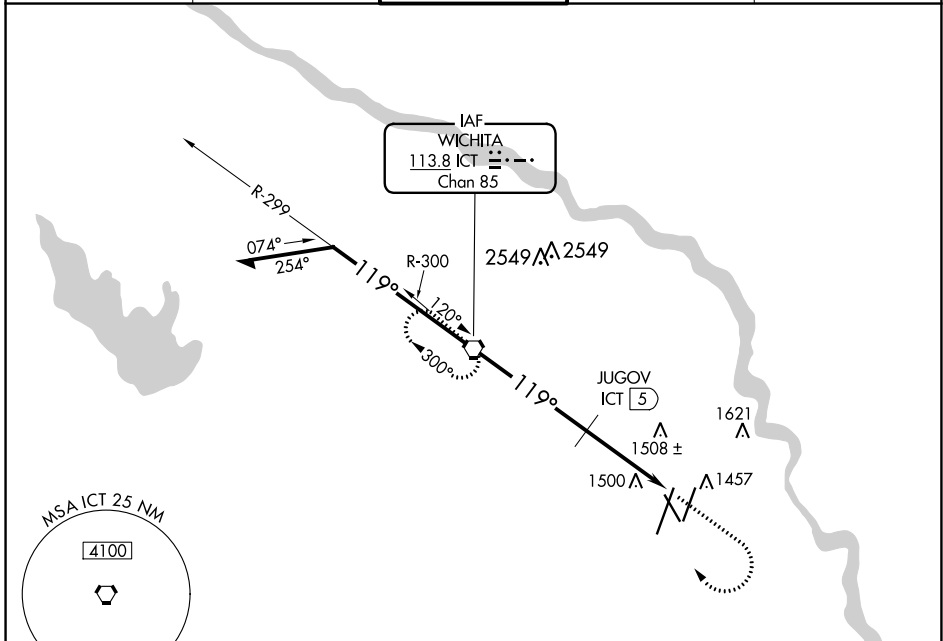 IAF
WICHITA
113.8 ICT
Chan 85
R-299
074°
254°
119°
R-300
120°
300°
2549
2549
119°
JUGOV
ICT 5
1508 ±
1621
1500
1457
MSA ICT 25 NM
4100